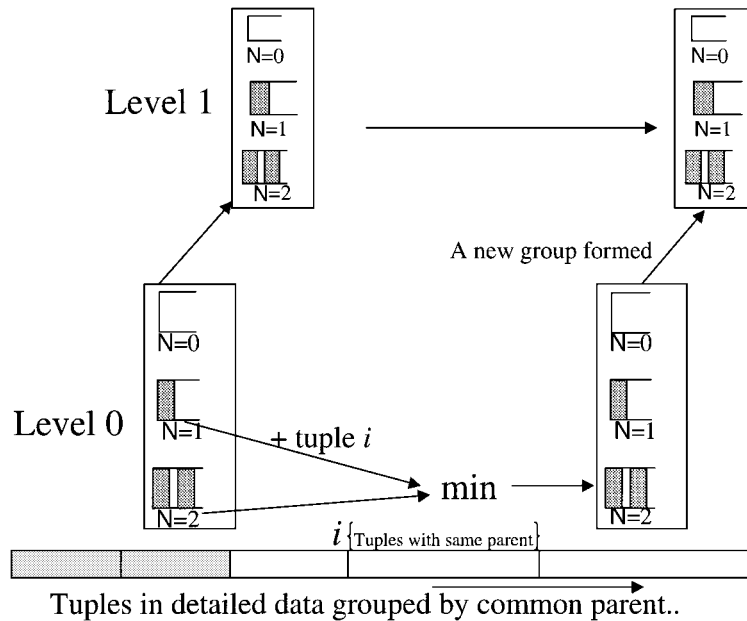 N=0
N=0
Level 1
N=1
N=1
N=2
N=2
A new group formed
N=0
N=0
Level 0
N=1
+ tuple i
N=1
min
N=2
N=2
i {Tuples with same parent}
Tuples in detailed data grouped by common parent..